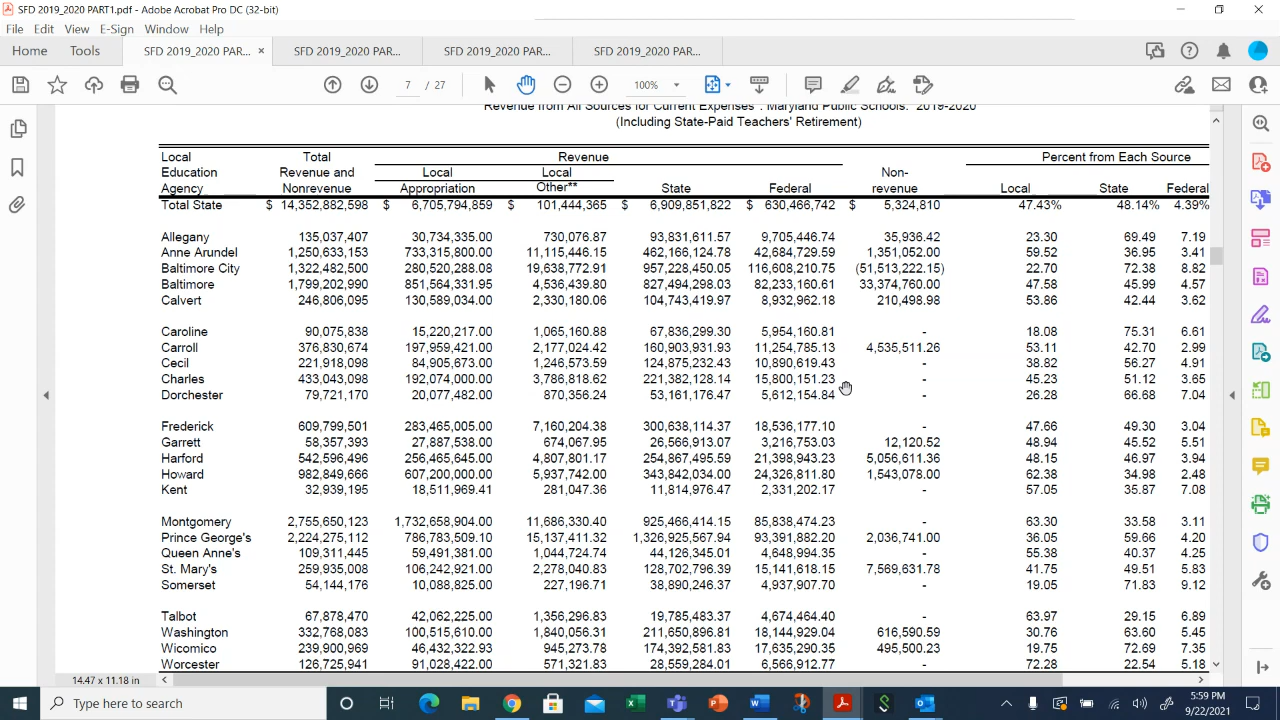 SFD 2019_2020 PART1.pdf - Adobe Acrobat Pro DC (32-bit)
File Edit View E-Sign Window Help
Home Tools SFD 2019_2020 PAR... × SFD 2019_2020 PAR... SFD 2019_2020 PAR... SFD 2019_2020 PAR...
7 / 27 100%
Revenue from All Sources for Current Expenses*: Maryland Public Schools: 2019-2020
(Including State-Paid Teachers' Retirement)
Local Total Revenue Percent from Each Source
Education Revenue and Local Local Non-
Agency Nonrevenue Appropriation Other** State Federal revenue Local State Federal
Total State $ 14,352,882,598 $ 6,705,794,859 $ 101,444,365 $ 6,909,851,822 $ 630,466,742 $ 5,324,810 47.43% 48.14% 4.39%
Allegany 135,037,407 30,734,335.00 730,076.87 93,831,611.57 9,705,446.74 35,936.42 23.30 69.49 7.19
Anne Arundel 1,250,633,153 733,315,800.00 11,115,446.15 462,166,124.78 42,684,729.59 1,351,052.00 59.52 36.95 3.41
Baltimore City 1,322,482,500 280,520,288.08 19,638,772.91 957,228,450.05 116,608,210.75 (51,513,222.15) 22.70 72.38 8.82
Baltimore 1,799,202,990 851,564,331.95 4,536,439.80 827,494,298.03 82,233,160.61 33,374,760.00 47.58 45.99 4.57
Calvert 246,806,095 130,589,034.00 2,330,180.06 104,743,419.97 8,932,962.18 210,498.98 53.86 42.44 3.62
Caroline 90,075,838 15,220,217.00 1,065,160.88 67,836,299.30 5,954,160.81 - 18.08 75.31 6.61
Carroll 376,830,674 197,959,421.00 2,177,024.42 160,903,931.93 11,254,785.13 4,535,511.26 53.11 42.70 2.99
Cecil 221,918,098 84,905,673.00 1,246,573.59 124,875,232.43 10,890,619.43 - 38.82 56.27 4.91
Charles 433,043,098 192,074,000.00 3,786,818.62 221,382,128.14 15,800,151.23 - 45.23 51.12 3.65
Dorchester 79,721,170 20,077,482.00 870,356.24 53,161,176.47 5,612,154.84 - 26.28 66.68 7.04
Frederick 609,799,501 283,465,005.00 7,160,204.38 300,638,114.37 18,536,177.10 - 47.66 49.30 3.04
Garrett 58,357,393 27,887,538.00 674,067.95 26,566,913.07 3,216,753.03 12,120.52 48.94 45.52 5.51
Harford 542,596,496 256,465,645.00 4,807,801.17 254,867,495.59 21,398,943.23 5,056,611.36 48.15 46.97 3.94
Howard 982,849,666 607,200,000.00 5,937,742.00 343,842,034.00 24,326,811.80 1,543,078.00 62.38 34.98 2.48
Kent 32,939,195 18,511,969.41 281,047.36 11,814,976.47 2,331,202.17 - 57.05 35.87 7.08
Montgomery 2,755,650,123 1,732,658,904.00 11,686,330.40 925,466,414.15 85,838,474.23 - 63.30 33.58 3.11
Prince George's 2,224,275,112 786,783,509.10 15,137,411.32 1,326,925,567.94 93,391,882.20 2,036,741.00 36.05 59.66 4.20
Queen Anne's 109,311,445 59,491,381.00 1,044,724.74 44,126,345.01 4,648,994.35 - 55.38 40.37 4.25
St. Mary's 259,935,008 106,242,921.00 2,278,040.83 128,702,796.39 15,141,618.15 7,569,631.78 41.75 49.51 5.83
Somerset 54,144,176 10,088,825.00 227,196.71 38,890,246.37 4,937,907.70 - 19.05 71.83 9.12
Talbot 67,878,470 42,062,225.00 1,356,296.83 19,785,483.37 4,674,464.40 - 63.97 29.15 6.89
Washington 332,768,083 100,515,610.00 1,840,056.31 211,650,896.81 18,144,929.04 616,590.59 30.76 63.60 5.45
Wicomico 239,900,969 46,432,322.93 945,273.78 174,392,581.83 17,635,290.35 495,500.23 19.75 72.69 7.35
Worcester 126,725,941 91,028,422.00 571,321.83 28,559,284.01 6,566,912.77 - 72.28 22.54 5.18
14.47 x 11.18 in
Type here to search
5:59 PM
9/22/2021